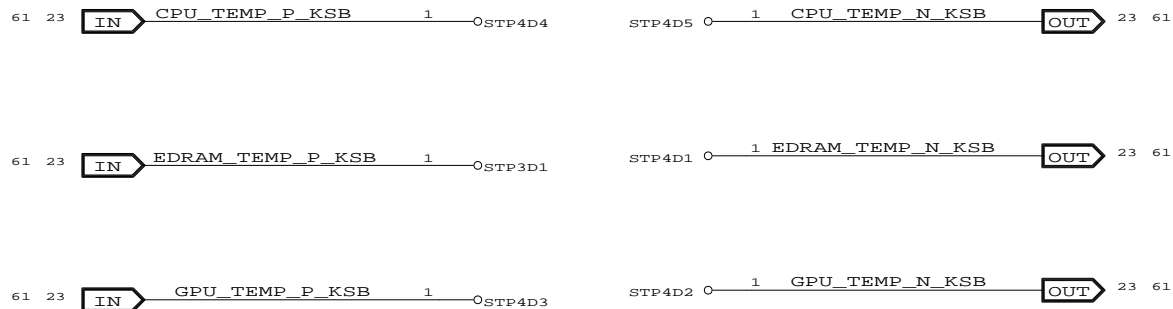 61 23 IN CPU_TEMP_P_KSB 1 STP4D4 STP4D5 1 CPU_TEMP_N_KSB OUT 23 61
61 23 IN EDRAM_TEMP_P_KSB 1 STP3D1 STP4D1 1 EDRAM_TEMP_N_KSB OUT 23 61
61 23 IN GPU_TEMP_P_KSB 1 STP4D3 STP4D2 1 GPU_TEMP_N_KSB OUT 23 61